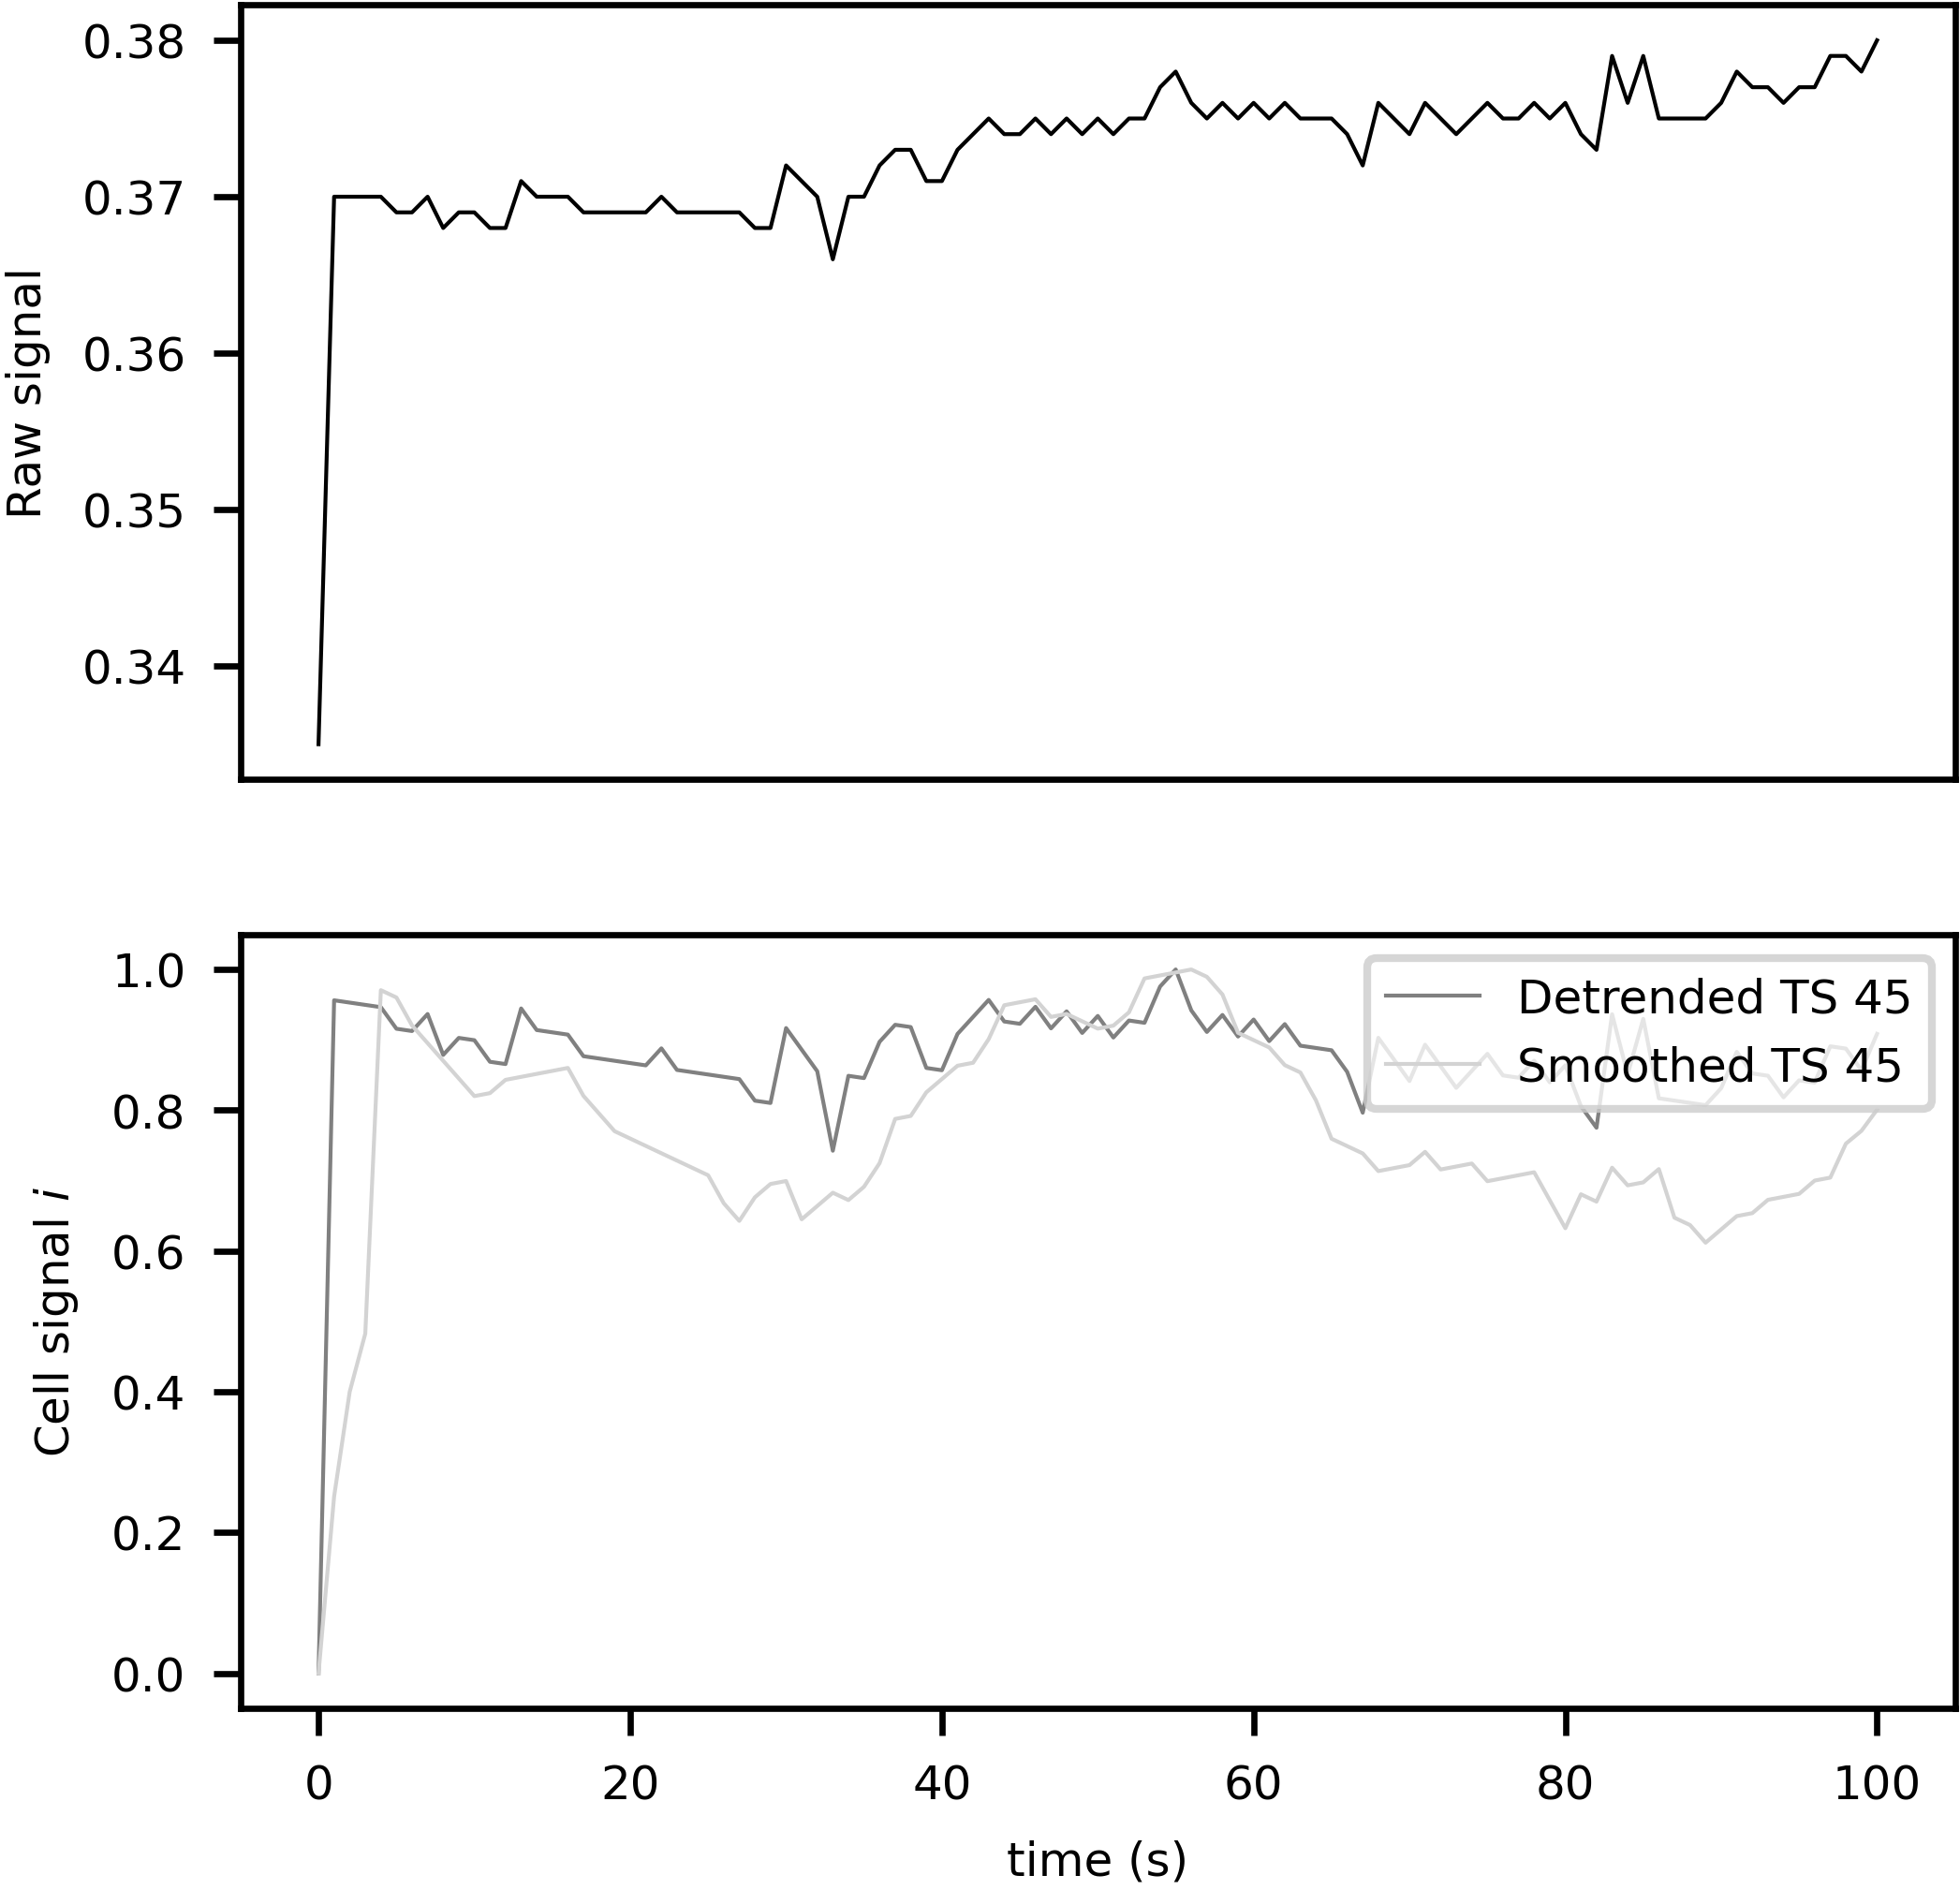 Raw signal
0.38
0.37
0.36
0.35
0.34
Cell signal i
1.0
0.8
0.6
0.4
0.2
0.0
Detrended TS 45
Smoothed TS 45
0 20 40 60 80 100
time (s)